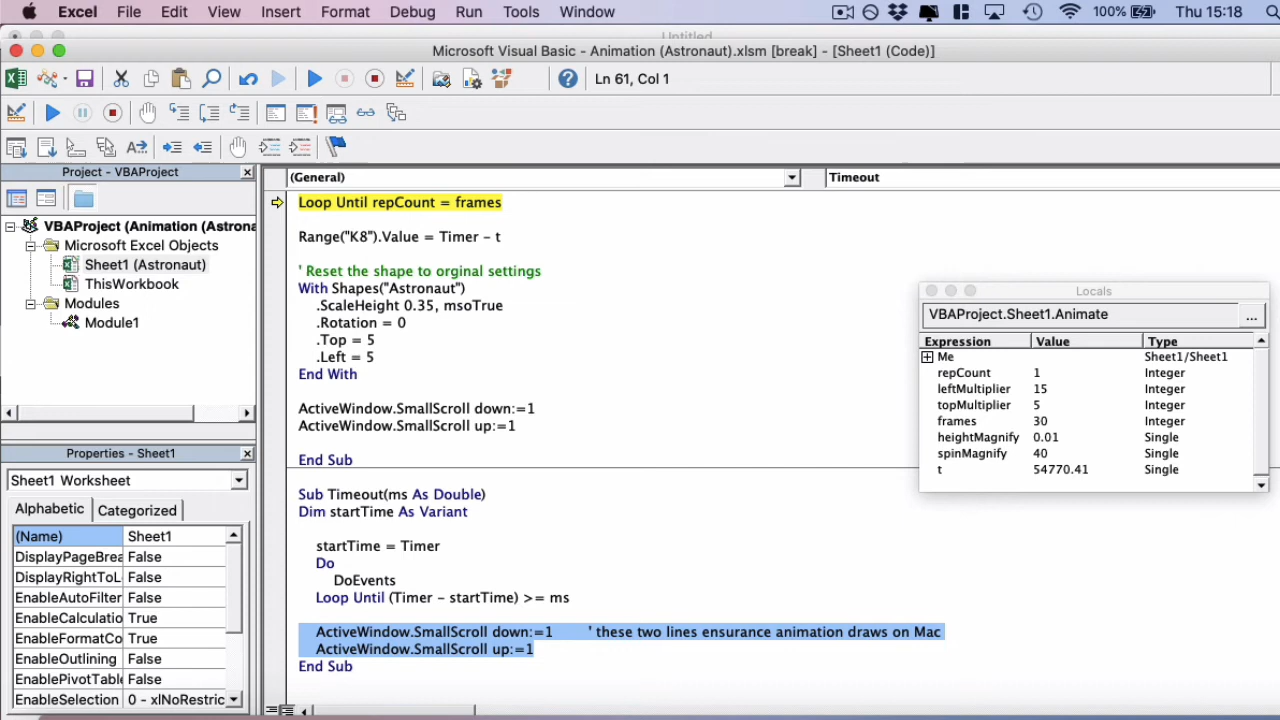 Excel File Edit View Insert Format Debug Run Tools Window 100% Thu 15:18
Untitled
Microsoft Visual Basic - Animation (Astronaut).xlsm [break] - [Sheet1 (Code)]
Ln 61, Col 1
Project - VBAProject
(General) Timeout
VBAProject (Animation (Astrona
Microsoft Excel Objects
Sheet1 (Astronaut)
ThisWorkbook
Modules
Module1
Properties - Sheet1
Sheet1 Worksheet
Alphabetic Categorized
(Name) Sheet1
DisplayPageBrea False
DisplayRightToL False
EnableAutoFilter False
EnableCalculatio True
EnableFormatCo True
EnableOutlining False
EnablePivotTabl False
EnableSelection 0 - xlNoRestric
Loop Until repCount = frames
Range("K8").Value = Timer - t
' Reset the shape to orginal settings
With Shapes("Astronaut")
.ScaleHeight 0.35, msoTrue
.Rotation = 0
.Top = 5
.Left = 5
End With
ActiveWindow.SmallScroll down:=1
ActiveWindow.SmallScroll up:=1
End Sub
Sub Timeout(ms As Double)
Dim startTime As Variant
startTime = Timer
Do
DoEvents
Loop Until (Timer - startTime) >= ms
ActiveWindow.SmallScroll down:=1 ' these two lines ensurance animation draws on Mac
ActiveWindow.SmallScroll up:=1
End Sub
Locals
VBAProject.Sheet1.Animate ...
Expression Value Type
Me Sheet1/Sheet1
repCount 1 Integer
leftMultiplier 15 Integer
topMultiplier 5 Integer
frames 30 Integer
heightMagnify 0.01 Single
spinMagnify 40 Single
t 54770.41 Single